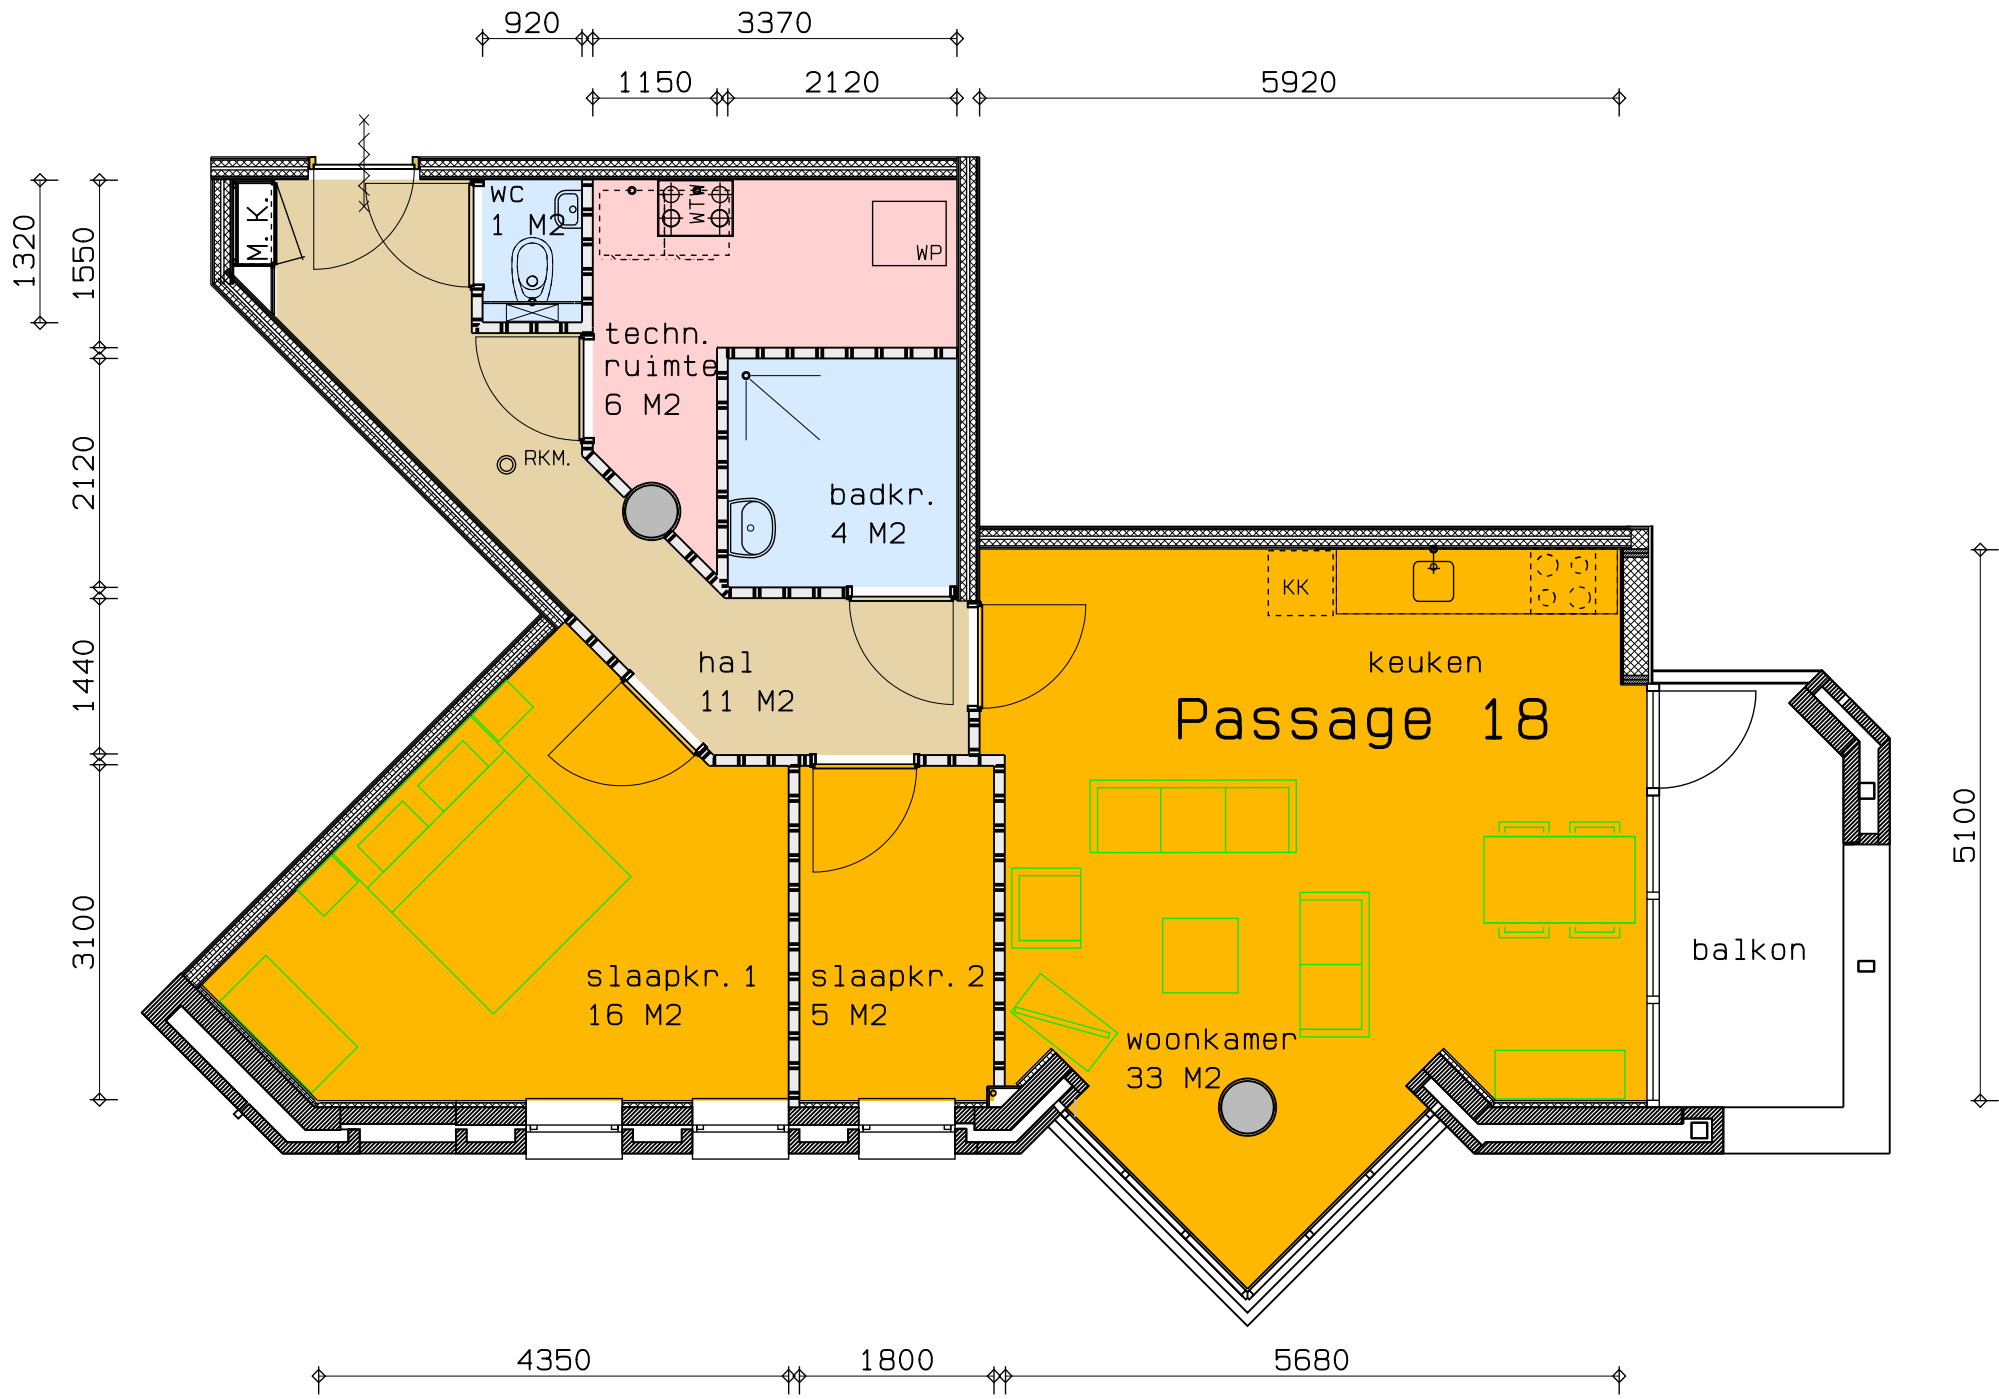 920
3370
1150
2120
5920
1320
1550
2120
1440
3100
M.K.
WC
1 M2
WTW
WP
techn.
ruimte
6 M2
RKM.
badkr.
4 M2
hal
11 M2
KK
keuken
Passage 18
5100
balkon
slaapkr.1
16 M2
slaapkr.2
5 M2
woonkamer
33 M2
4350
1800
5680